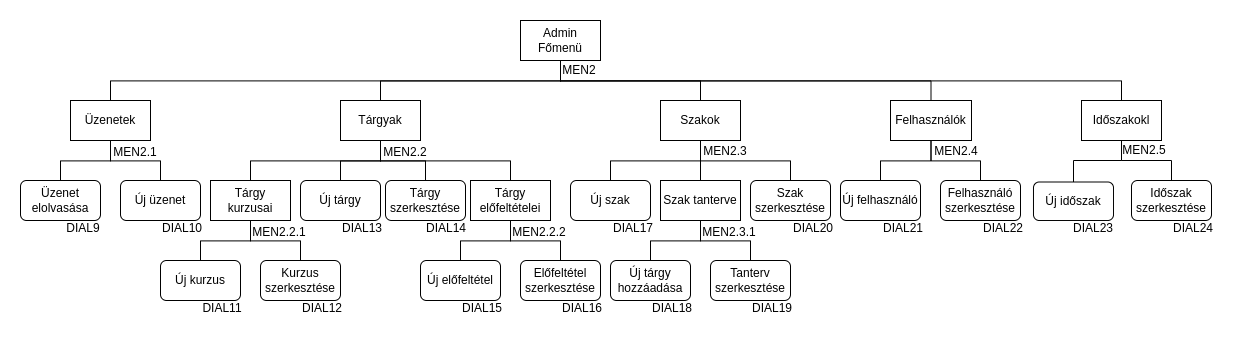 Admin
Főmenü
MEN2
Üzenetek
Tárgyak
Szakok
Felhasználók
Időszakokl
MEN2.1
MEN2.2
MEN2.3
MEN2.4
MEN2.5
Üzenet
elolvasása
DIAL9
Új üzenet
DIAL10
Tárgy
kurzusai
Új tárgy
DIAL13
Tárgy
szerkesztése
DIAL14
Tárgy
előfeltételei
Új szak
DIAL17
Szak tanterve
Szak
szerkesztése
DIAL20
Új felhasználó
DIAL21
Felhasználó
szerkesztése
DIAL22
Új időszak
DIAL23
Időszak
szerkesztése
DIAL24
MEN2.2.1
MEN2.2.2
MEN2.3.1
Új kurzus
DIAL11
Kurzus
szerkesztése
DIAL12
Új előfeltétel
DIAL15
Előfeltétel
szerkesztése
DIAL16
Új tárgy
hozzáadása
DIAL18
Tanterv
szerkesztése
DIAL19